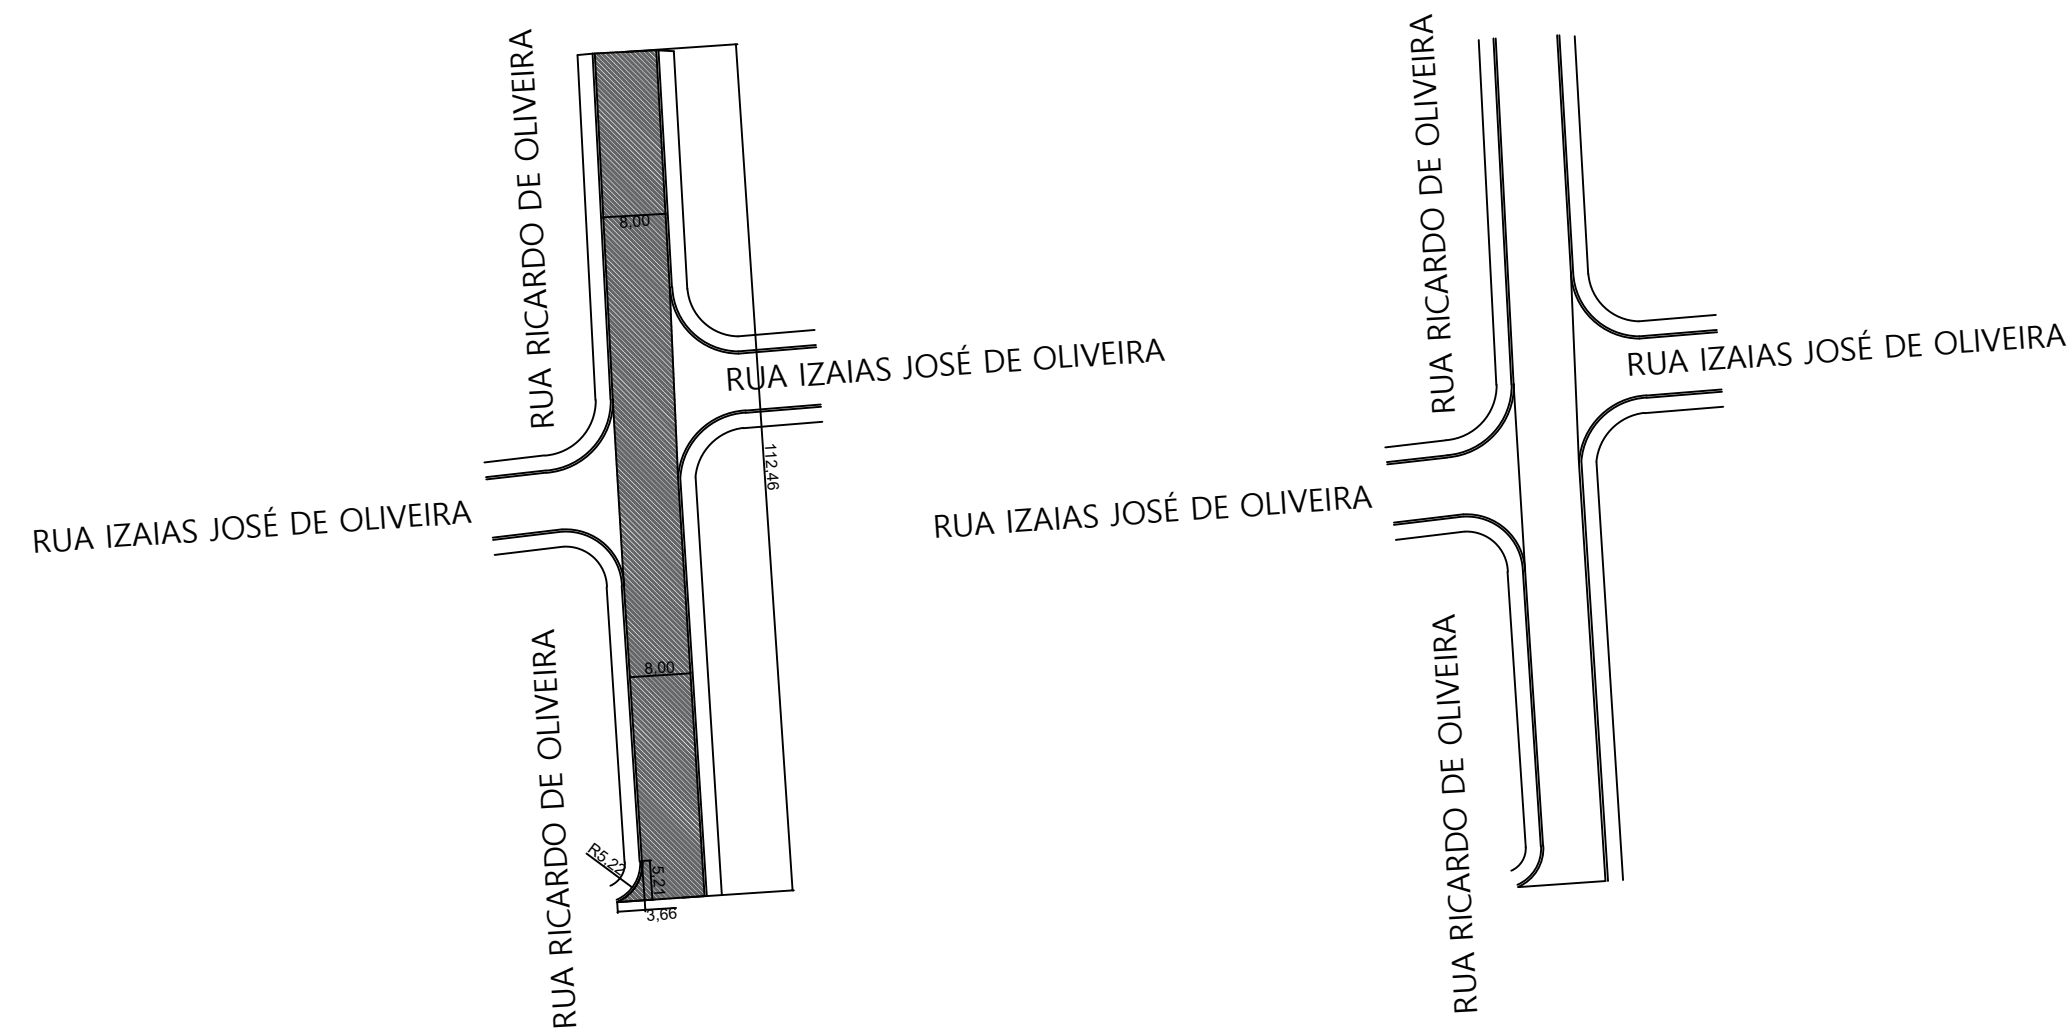 RUA RICARDO DE OLIVEIRA
8,00
RUA IZAIAS JOSÉ DE OLIVEIRA
112,46
RUA IZAIAS JOSÉ DE OLIVEIRA
8,00
RUA RICARDO DE OLIVEIRA
R5,22
5,21
3,66
RUA RICARDO DE OLIVEIRA
RUA IZAIAS JOSÉ DE OLIVEIRA
RUA IZAIAS JOSÉ DE OLIVEIRA
RUA RICARDO DE OLIVEIRA